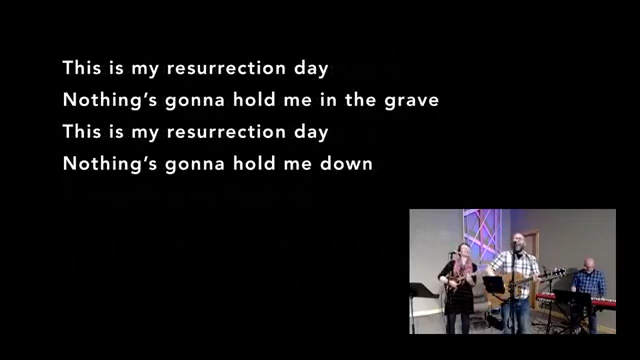 This is my resurrection day
Nothing's gonna hold me in the grave
This is my resurrection day
Nothing's gonna hold me down